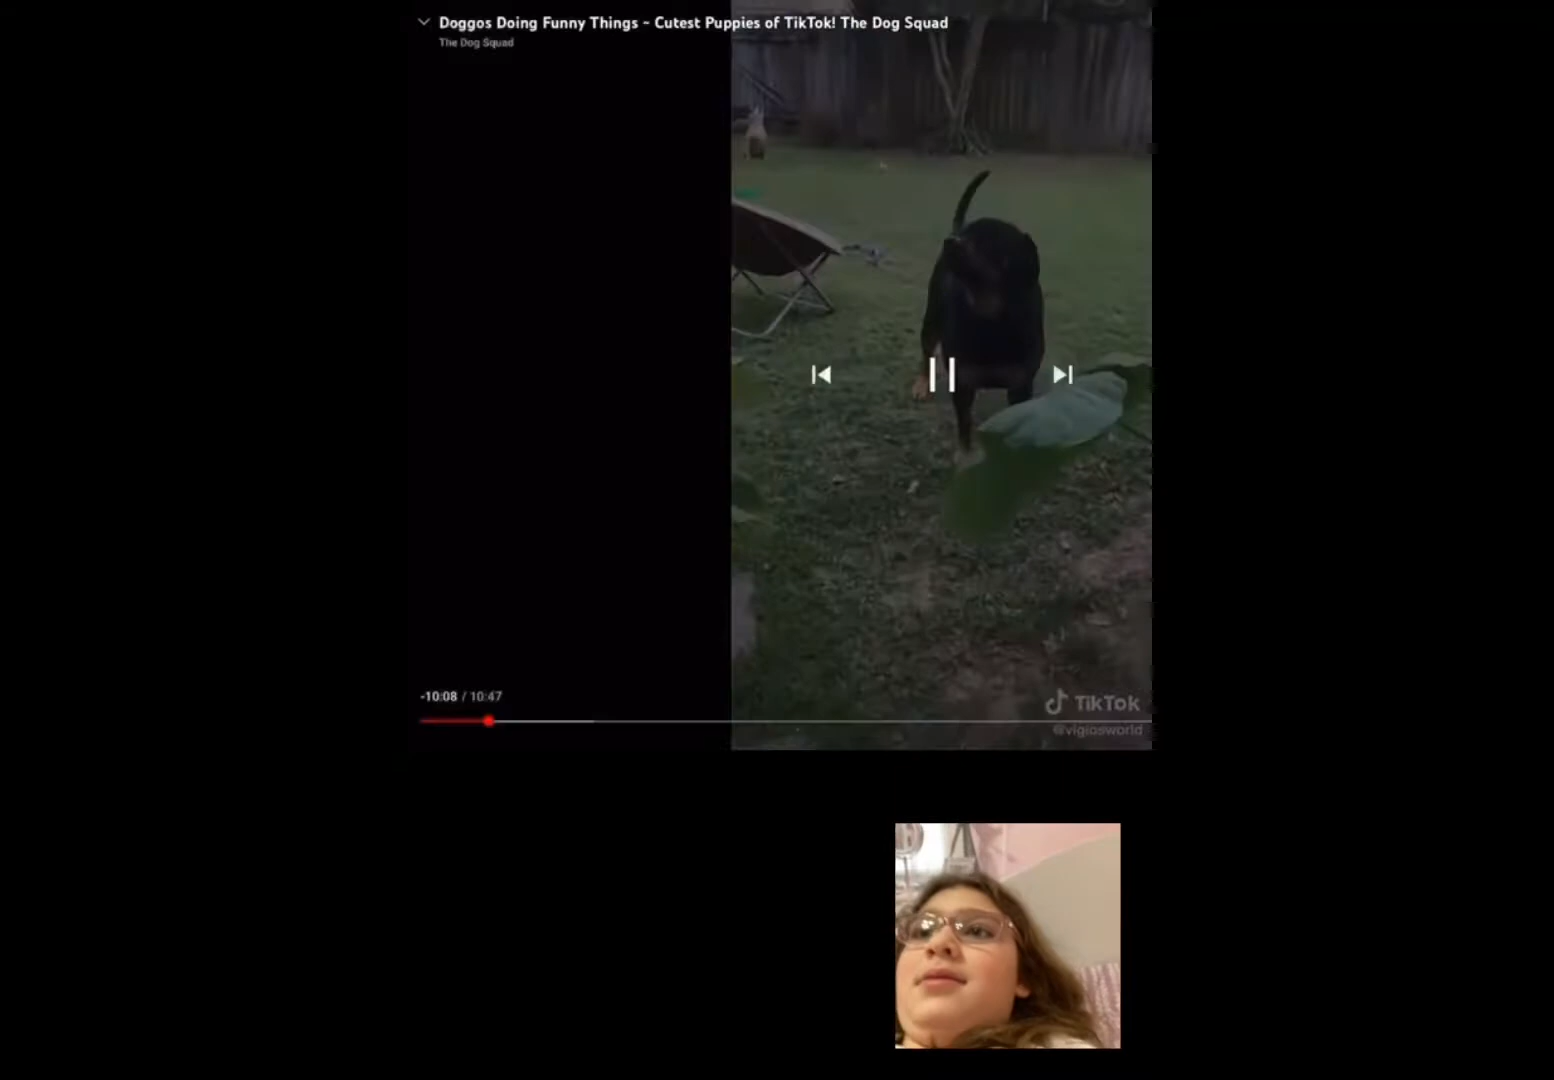 Doggos Doing Funny Things - Cutest Puppies of TikTok! The Dog Squad
The Dog Squad
-10:08 / 10:47
TikTok
@vigiosworld